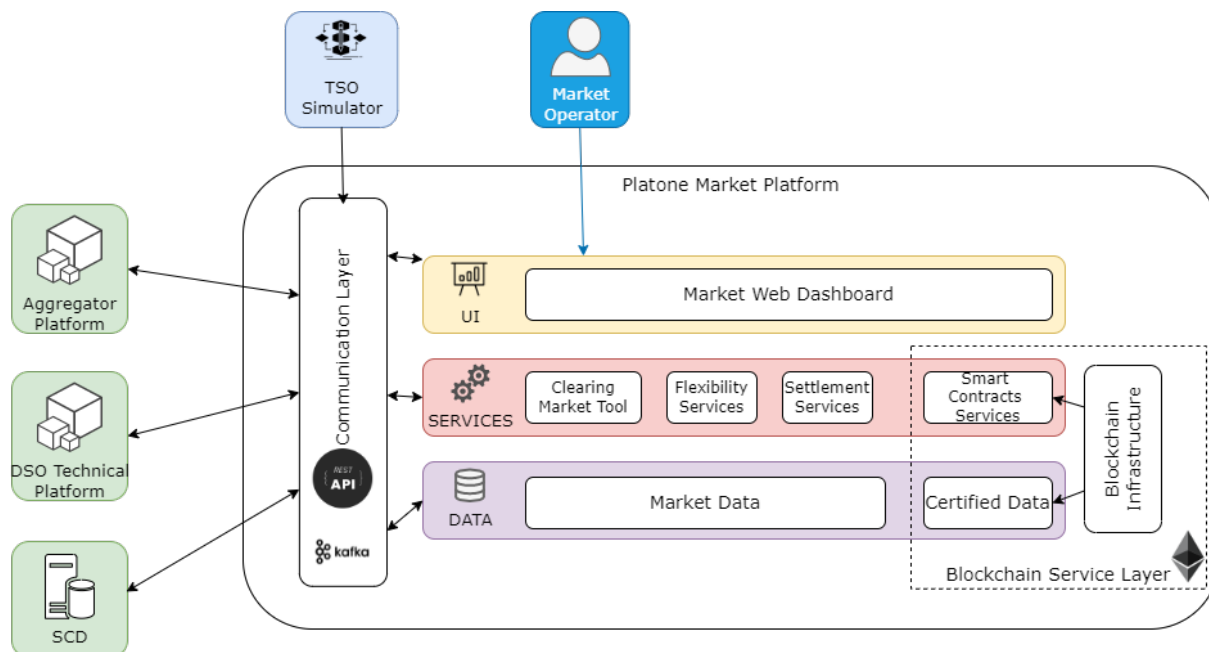 TSO
Simulator
Market
Operator
Platone Market Platform
Aggregator
Platform
DSO Technical
Platform
SCD
Communication Layer
REST
API
kafka
UI
Market Web Dashboard
SERVICES
Clearing
Market Tool
Flexibility
Services
Settlement
Services
Smart
Contracts
Services
DATA
Market Data
Certified Data
Blockchain
Infrastructure
Blockchain Service Layer